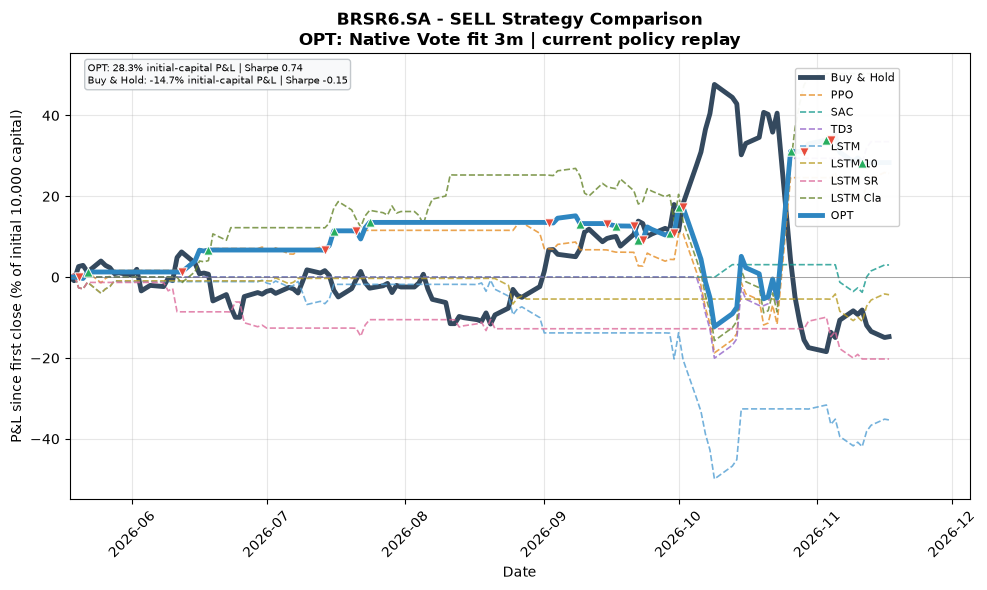 BRSR6.SA - SELL Strategy Comparison
OPT: Native Vote fit 3m | current policy replay
OPT: 28.3% initial-capital P&L | Sharpe 0.74
Buy & Hold: -14.7% initial-capital P&L | Sharpe -0.15
Buy & Hold
PPO
SAC
TD3
LSTM
LSTM 10
LSTM SR
LSTM Cla
OPT
P&L since first close (% of initial 10,000 capital)
40
20
0
−20
−40
2026-06
2026-07
2026-08
2026-09
2026-10
2026-11
2026-12
Date